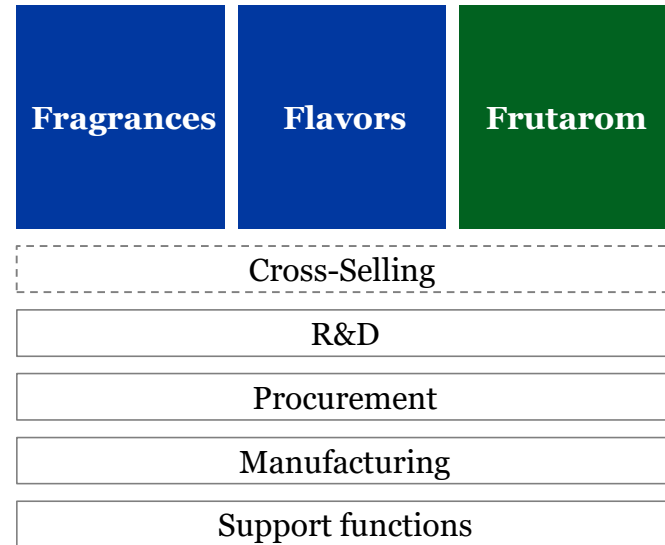 Fragrances
Flavors
Frutarom
Cross-Selling
R&D
Procurement
Manufacturing
Support functions